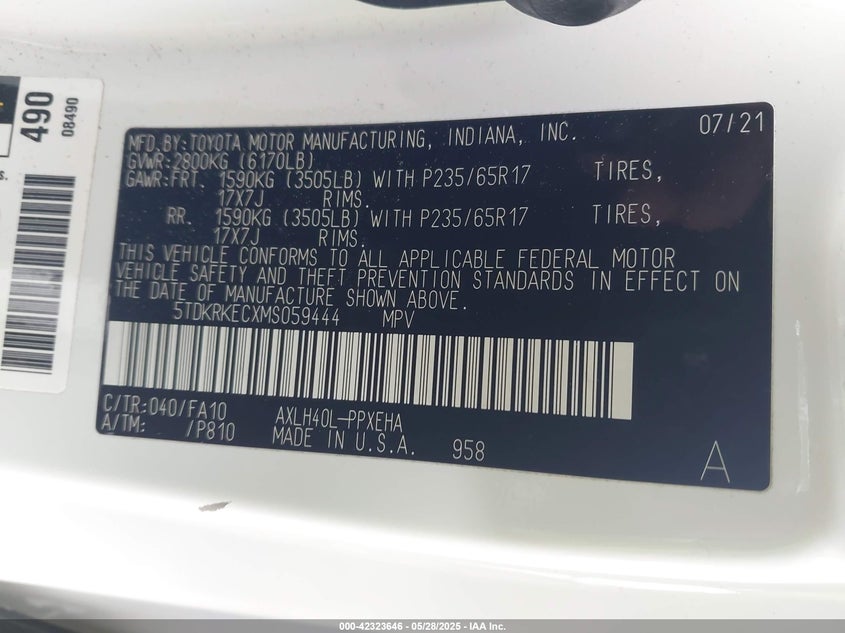 490
08490
s.
MFD.BY:TOYOTA MOTOR MANUFACTURING, INDIANA, INC. 07/21
GVWR:2800KG (6170LB)
GAWR:FRT. 1590KG (3505LB) WITH P235/65R17 TIRES,
17X7J RIMS.
RR. 1590KG (3505LB) WITH P235/65R17 TIRES,
17X7J RIMS.
THIS VEHICLE CONFORMS TO ALL APPLICABLE FEDERAL MOTOR
VEHICLE SAFETY AND THEFT PREVENTION STANDARDS IN EFFECT ON
THE DATE OF MANUFACTURE SHOWN ABOVE.
5TDKRKECXMS059444 MPV
C/TR:040/FA10 AXLH40L-PPXEHA
A/TM: /P810 MADE IN U.S.A. 958
A
000-42323646 — 05/28/2025 — IAA Inc.